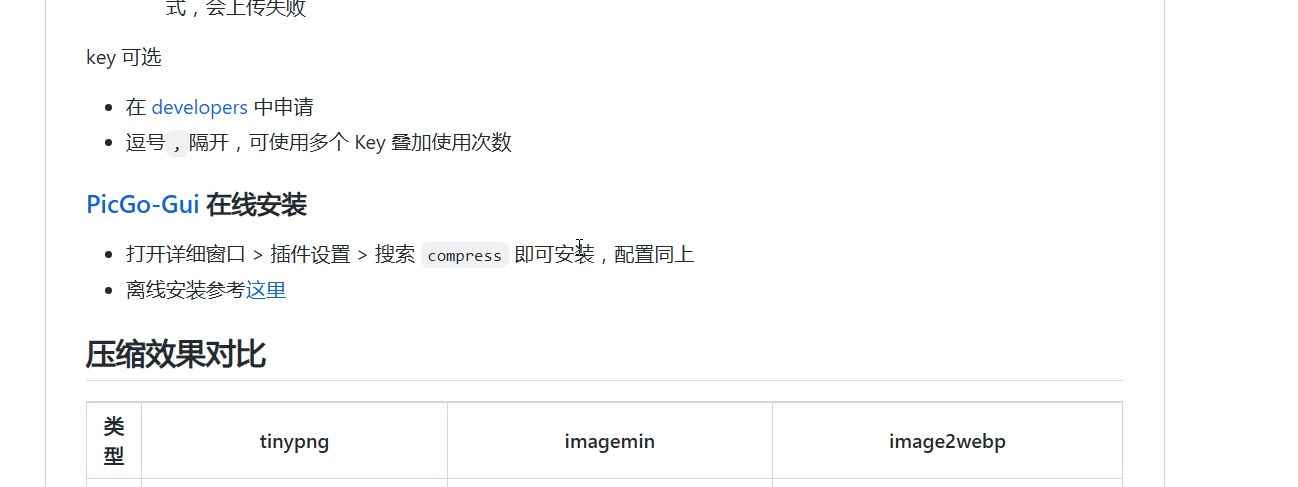 式，会上传失败
key 可选
在 developers 中申请
逗号 , 隔开，可使用多个 Key 叠加使用次数
PicGo-Gui 在线安装
打开详细窗口 > 插件设置 > 搜索 compress 即可安装，配置同上
离线安装参考这里
压缩效果对比
类型 tinypng imagemin image2webp